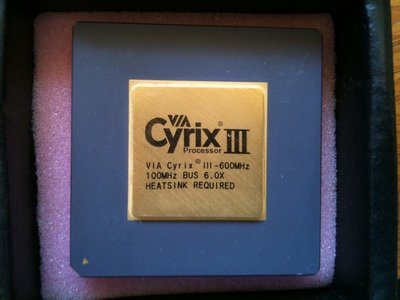 VIA
Cyrix® III
Processor
VIA Cyrix® III-600MHz
100MHz BUS 6.0X
HEATSINK REQUIRED